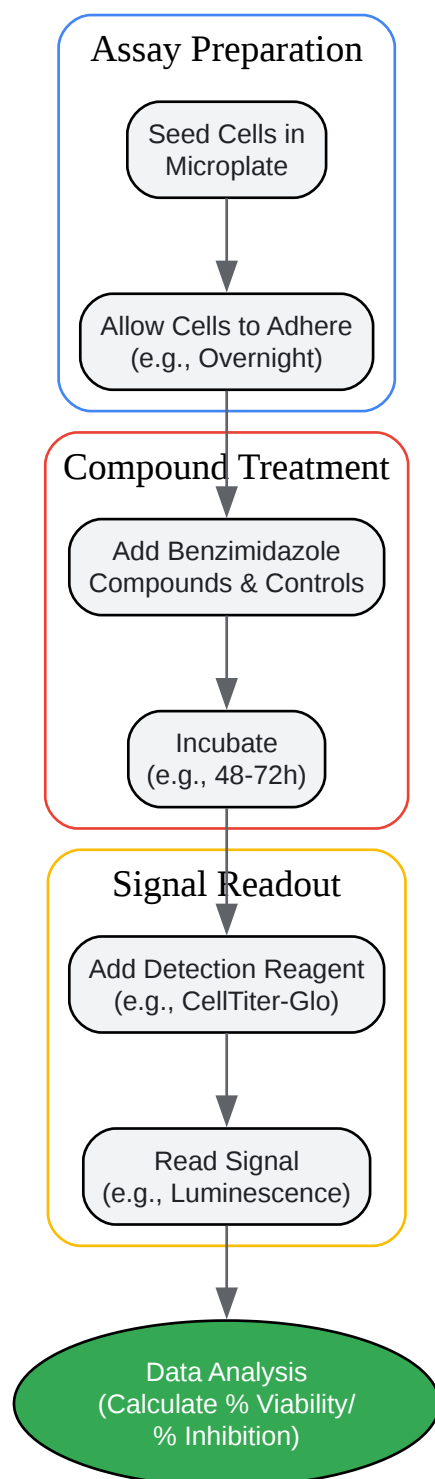 Assay Preparation
Seed Cells in
Microplate
Allow Cells to Adhere
(e.g., Overnight)
Compound Treatment
Add Benzimidazole
Compounds & Controls
Incubate
(e.g., 48-72h)
Signal Readout
Add Detection Reagent
(e.g., CellTiter-Glo)
Read Signal
(e.g., Luminescence)
Data Analysis
(Calculate % Viability/
% Inhibition)